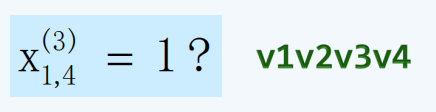 x_{1,4}^{(3)} = 1 ?
v1v2v3v4